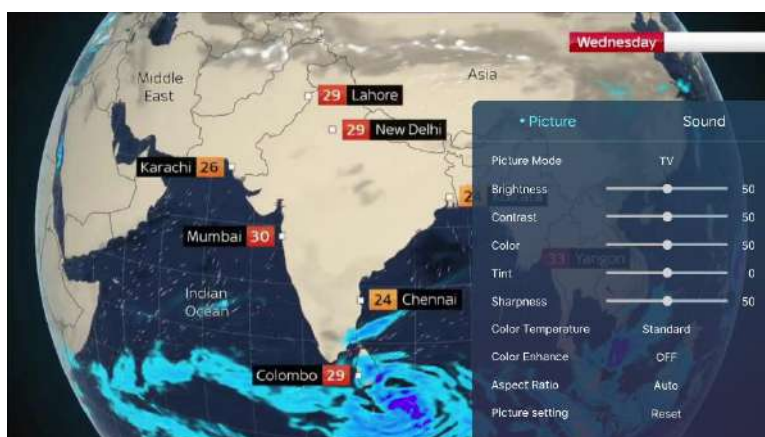 Wednesday
Middle
East
Asia
29 Lahore
29 New Delhi
Karachi 26
Mumbai 30
Indian
Ocean
24 Chennai
Colombo 29
33 Yangon
• Picture Sound
Picture Mode TV
Brightness 50
Contrast 50
Color 50
Tint 0
Sharpness 50
Color Temperature Standard
Color Enhance OFF
Aspect Ratio Auto
Picture setting Reset